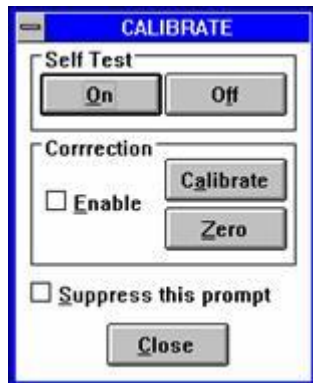 CALIBRATE
Self Test
On Off
Corrrection
Calibrate
Enable
Zero
Suppress this prompt
Close